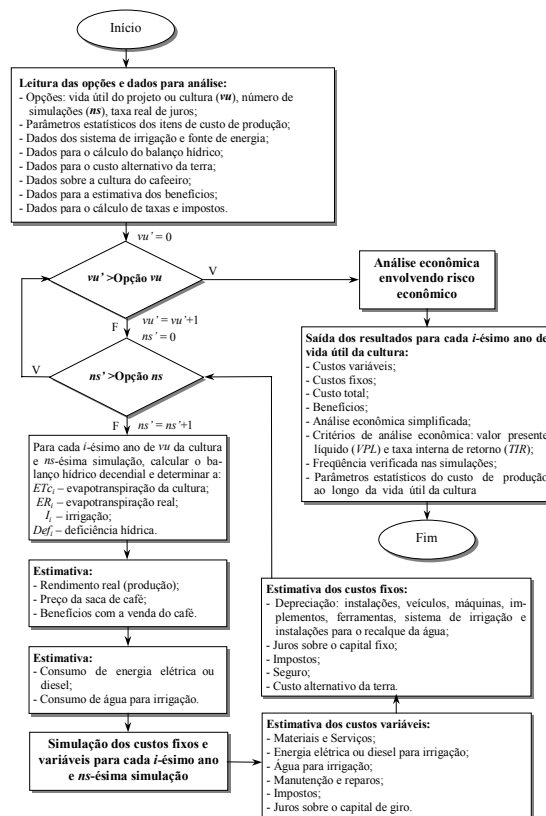 Início
Leitura das opções e dados para análise:
- Opções: vida útil do projeto ou cultura (vu), número de
simulações (ns), taxa real de juros;
- Parâmetros estatísticos dos itens de custo de produção;
- Dados dos sistema de irrigação e fonte de energia;
- Dados para o cálculo do balanço hídrico;
- Dados para o custo alternativo da terra;
- Dados sobre a cultura do cafeeiro;
- Dados para a estimativa dos benefícios;
- Dados para o cálculo de taxas e impostos.
vu' = 0
vu' >Opção vu
V
F
vu' = vu'+1
ns' = 0
V
ns' >Opção ns
F
ns' = ns'+1
Para cada i-ésimo ano de vu da cultura
e ns-ésima simulação, calcular o ba-
lanço hídrico decendial e determinar a:
ETci – evapotranspiração da cultura;
ERi – evapotranspiração real;
Ii – irrigação;
Defi – deficiência hídrica.
Estimativa:
- Rendimento real (produção);
- Preço da saca de café;
- Benefícios com a venda do café.
Estimativa:
- Consumo de energia elétrica ou
diesel;
- Consumo de água para irrigação.
Simulação dos custos fixos e
variáveis para cada i-ésimo ano
e ns-ésima simulação
Estimativa dos custos variáveis:
- Materiais e Serviços;
- Energia elétrica ou diesel para irrigação;
- Água para irrigação;
- Manutenção e reparos;
- Impostos;
- Juros sobre o capital de giro.
Estimativa dos custos fixos:
- Depreciação: instalações, veículos, máquinas, im-
plementos, ferramentas, sistema de irrigação e
instalações para o recalque da água;
- Juros sobre o capital fixo;
- Impostos;
- Seguro;
- Custo alternativo da terra.
Análise econômica
envolvendo risco
econômico
Saída dos resultados para cada i-ésimo ano de
vida útil da cultura:
- Custos variáveis;
- Custos fixos;
- Custo total;
- Benefícios;
- Análise econômica simplificada;
- Critérios de análise econômica: valor presente
líquido (VPL) e taxa interna de retorno (TIR);
- Freqüência verificada nas simulações;
- Parâmetros estatísticos do custo de produção
ao longo da vida útil da cultura
Fim